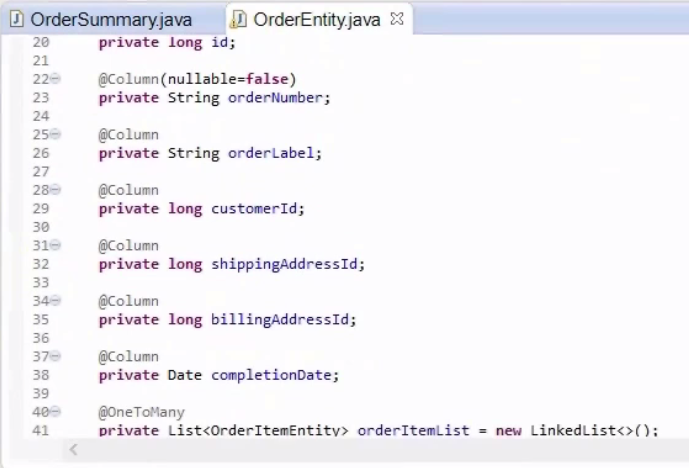 OrderSummary.java OrderEntity.java
20 private long id;
21
22 @Column(nullable=false)
23 private String orderNumber;
24
25 @Column
26 private String orderLabel;
27
28 @Column
29 private long customerId;
30
31 @Column
32 private long shippingAddressId;
33
34 @Column
35 private long billingAddressId;
36
37 @Column
38 private Date completionDate;
39
40 @OneToMany
41 private List<OrderItemEntity> orderItemList = new LinkedList<>();